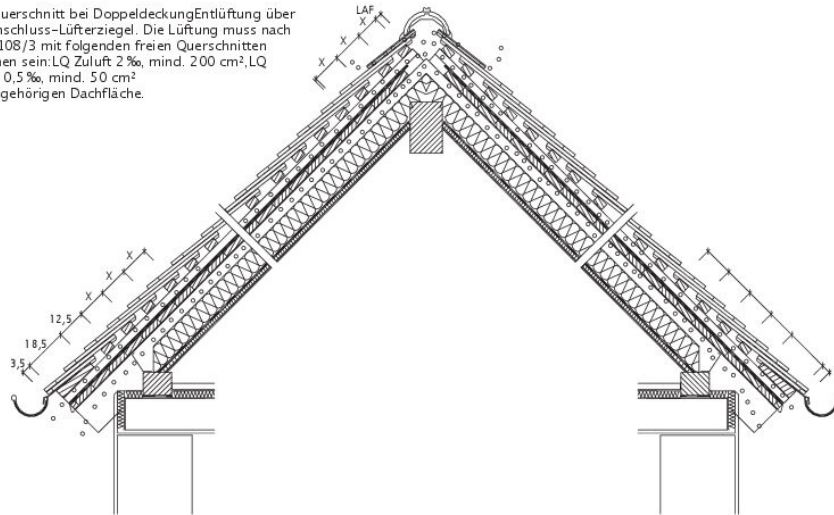 uerschnitt bei DoppeldeckungEntlüftung über
nschluss-Lüfterziegel. Die Lüftung muss nach
108/3 mit folgenden freien Querschnitten
en sein:LQ Zuluft 2 ‰, mind. 200 cm²,LQ
0,5 ‰, mind. 50 cm²
gehörigen Dachfläche.
LAF
X
X
X
X
X
X
12,5
18,5
3,5